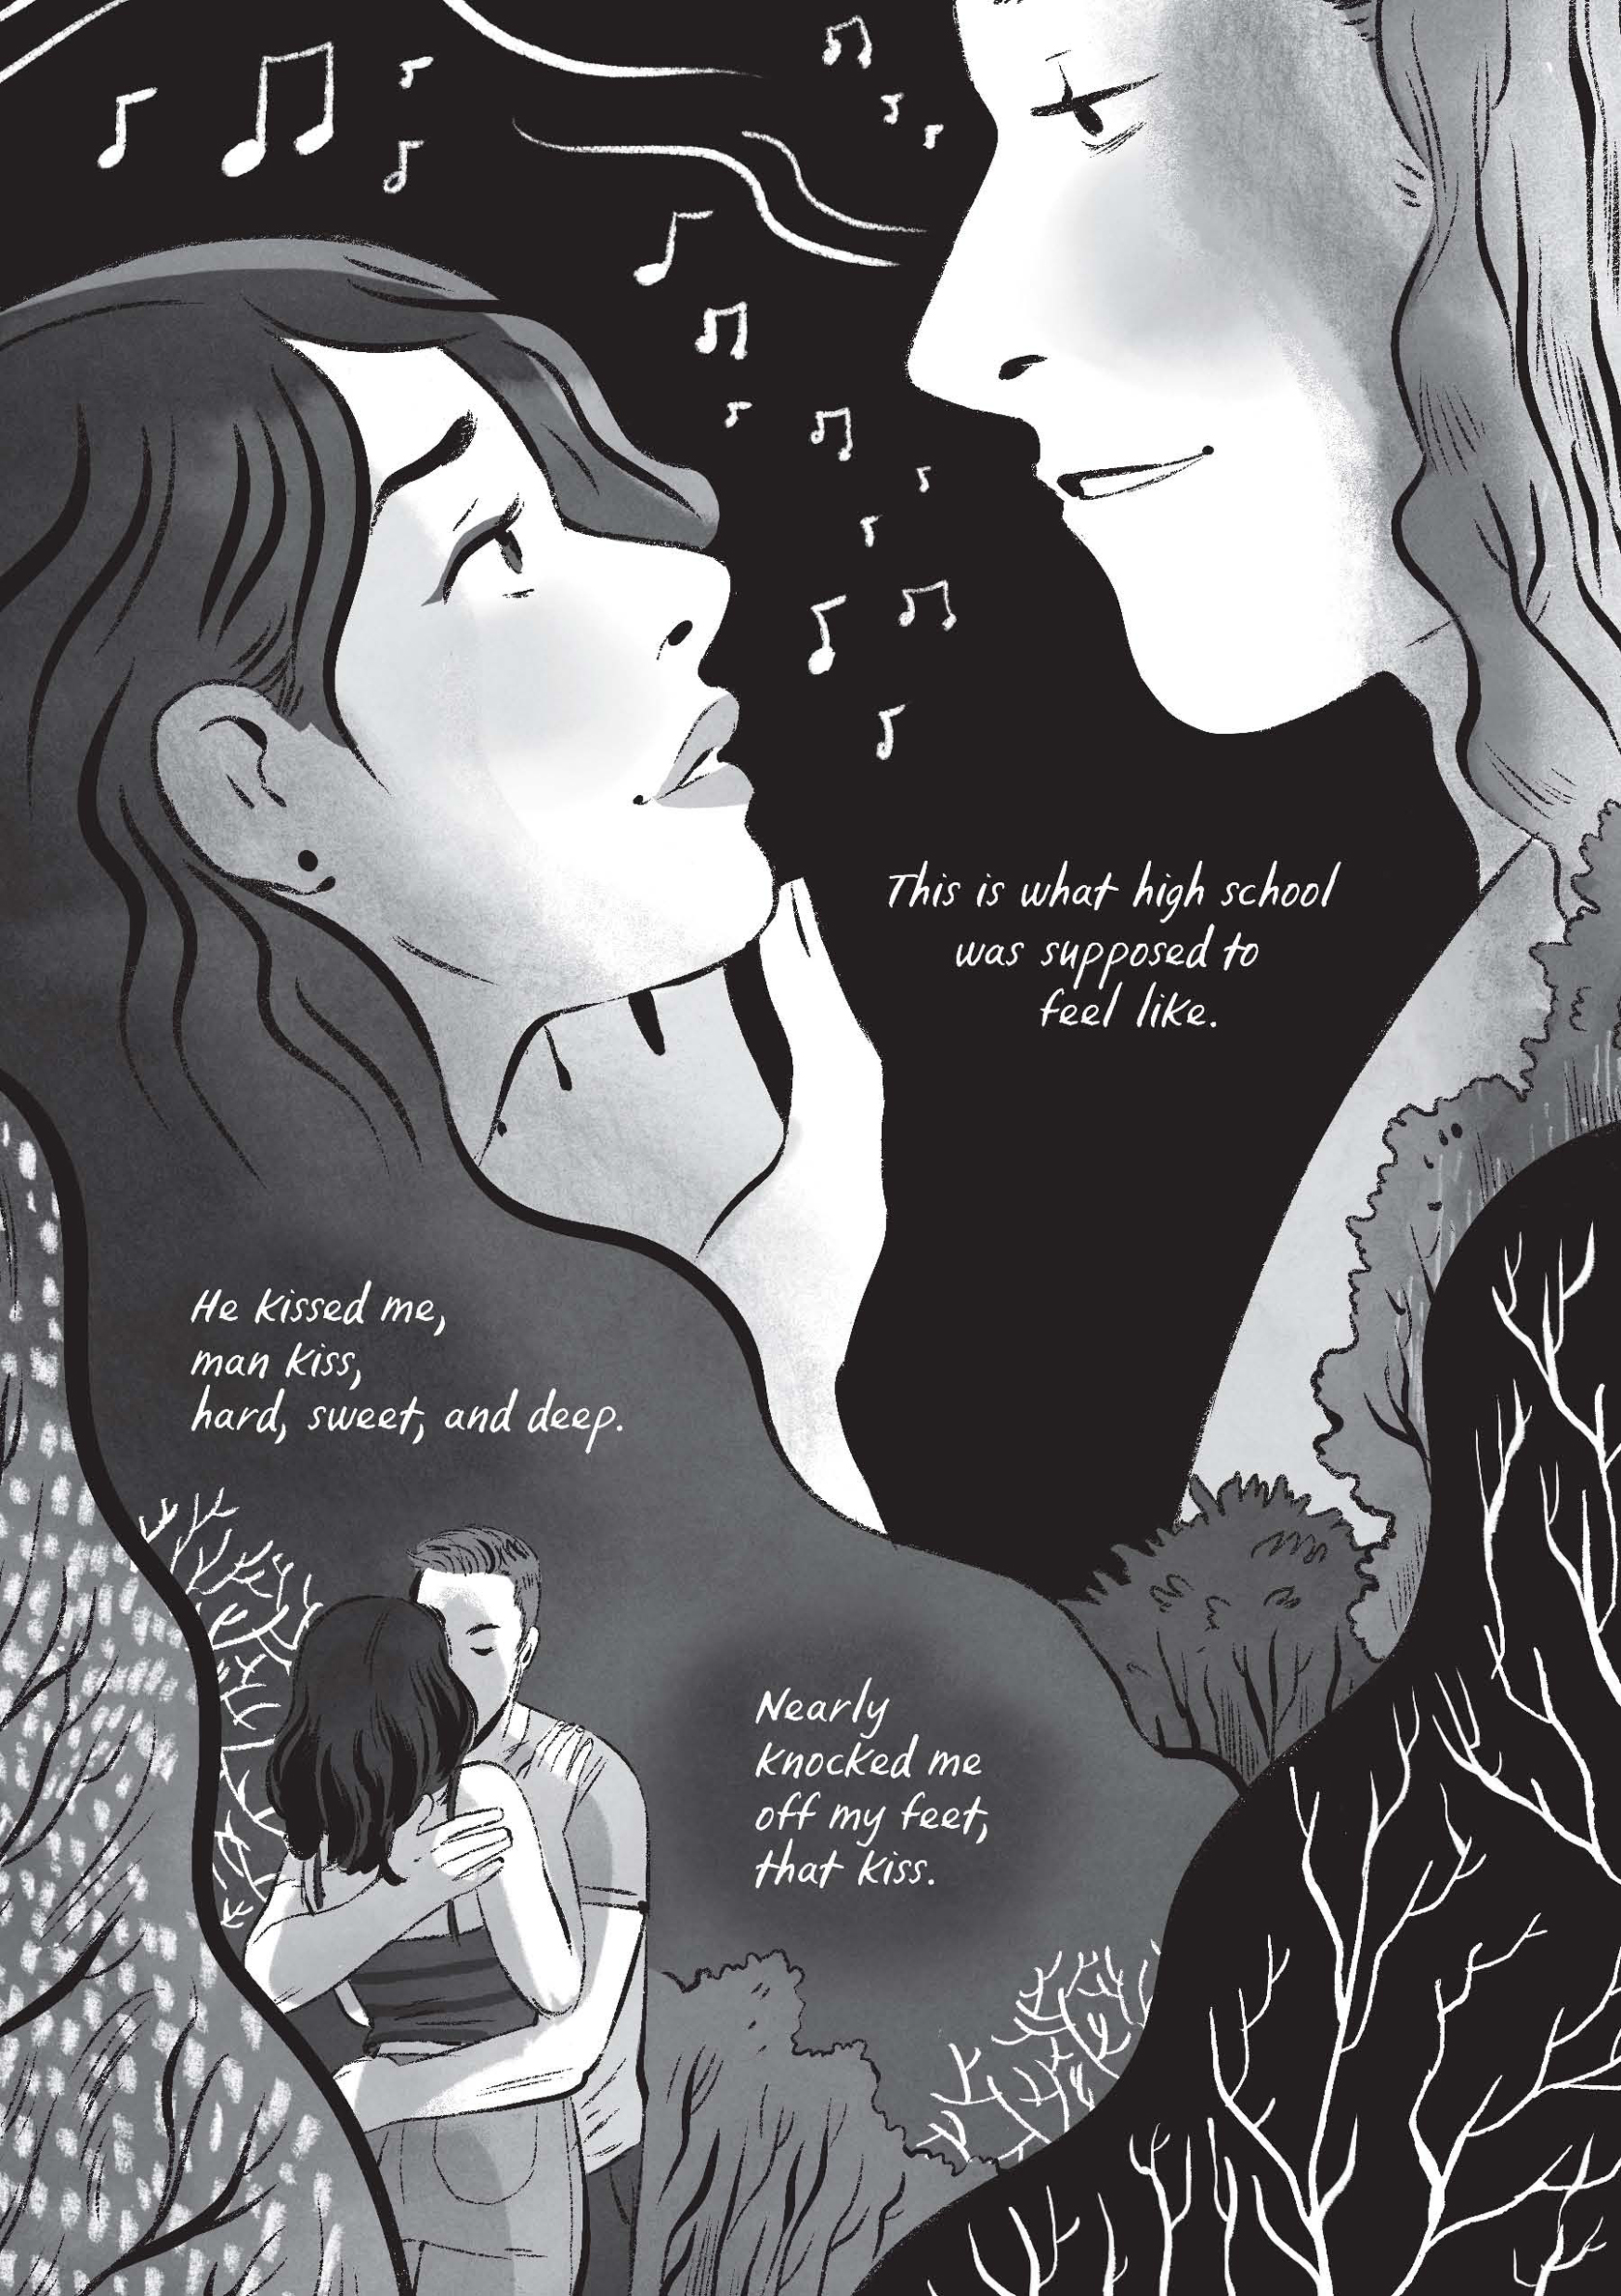 This is what high school
was supposed to
feel like.
He kissed me,
man kiss,
hard, sweet, and deep.
Nearly
knocked me
off my feet,
that kiss.